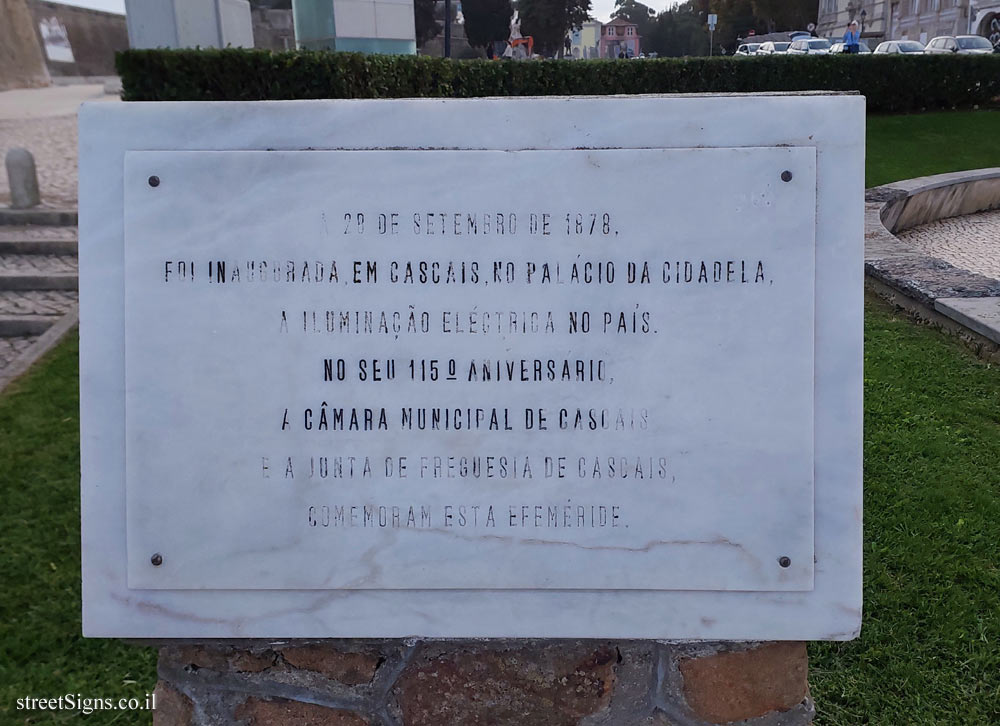 A 28 DE SETEMBRO DE 1878,
FOI INAUGURADA, EM CASCAIS, NO PALÁCIO DA CIDADELA,
A ILUMINAÇÃO ELÉCTRICA NO PAÍS.
NO SEU 115º ANIVERSÁRIO,
A CÂMARA MUNICIPAL DE CASCAIS
E A JUNTA DE FREGUESIA DE CASCAIS,
COMEMORAM ESTA EFEMÉRIDE.
streetSigns.co.il